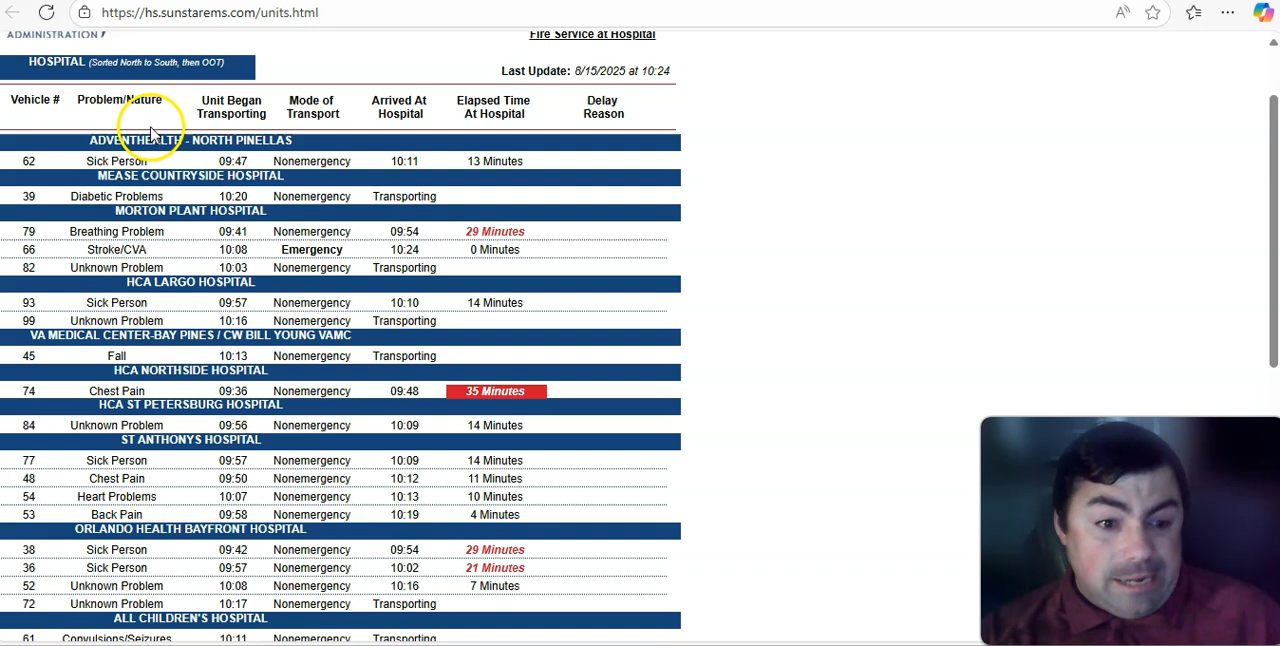 https://hs.sunstarems.com/units.html
ADMINISTRATION
Fire Service at Hospital
HOSPITAL (Sorted North to South, then OOT)
Last Update: 8/15/2025 at 10:24
Vehicle # Problem/Nature Unit Began Transporting Mode of Transport Arrived At Hospital Elapsed Time At Hospital Delay Reason
ADVENTHEALTH - NORTH PINELLAS
62 Sick Person 09:47 Nonemergency 10:11 13 Minutes
MEASE COUNTRYSIDE HOSPITAL
39 Diabetic Problems 10:20 Nonemergency Transporting
MORTON PLANT HOSPITAL
79 Breathing Problem 09:41 Nonemergency 09:54 29 Minutes
66 Stroke/CVA 10:08 Emergency 10:24 0 Minutes
82 Unknown Problem 10:03 Nonemergency Transporting
HCA LARGO HOSPITAL
93 Sick Person 09:57 Nonemergency 10:10 14 Minutes
99 Unknown Problem 10:16 Nonemergency Transporting
VA MEDICAL CENTER-BAY PINES / CW BILL YOUNG VAMC
45 Fall 10:13 Nonemergency Transporting
HCA NORTHSIDE HOSPITAL
74 Chest Pain 09:36 Nonemergency 09:48 35 Minutes
HCA ST PETERSBURG HOSPITAL
84 Unknown Problem 09:56 Nonemergency 10:09 14 Minutes
ST ANTHONYS HOSPITAL
77 Sick Person 09:57 Nonemergency 10:09 14 Minutes
48 Chest Pain 09:50 Nonemergency 10:12 11 Minutes
54 Heart Problems 10:07 Nonemergency 10:13 10 Minutes
53 Back Pain 09:58 Nonemergency 10:19 4 Minutes
ORLANDO HEALTH BAYFRONT HOSPITAL
38 Sick Person 09:42 Nonemergency 09:54 29 Minutes
36 Sick Person 09:57 Nonemergency 10:02 21 Minutes
52 Unknown Problem 10:08 Nonemergency 10:16 7 Minutes
72 Unknown Problem 10:17 Nonemergency Transporting
ALL CHILDREN'S HOSPITAL
61 Convulsions/Seizures 10:11 Nonemergency Transporting